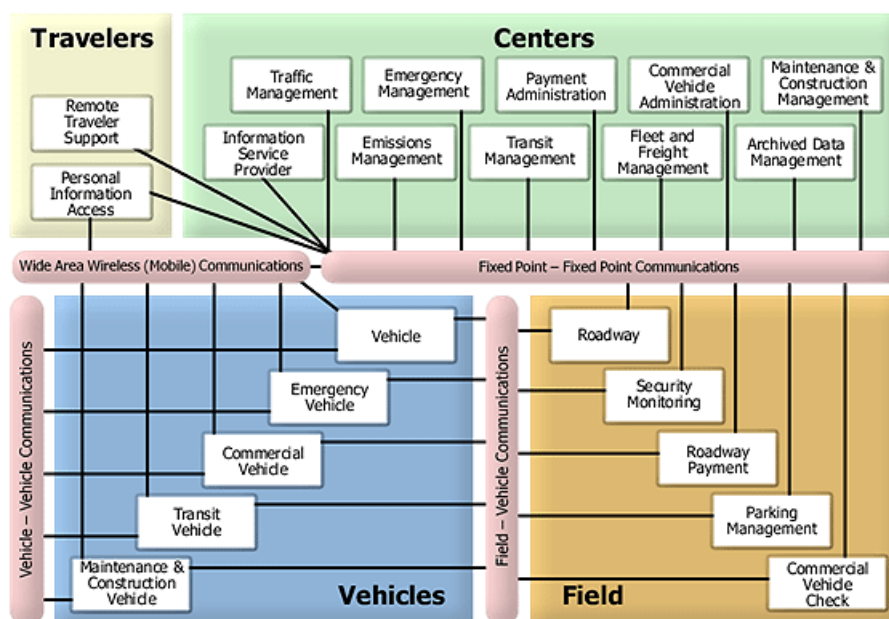 Travelers
Centers
Traffic
Management
Emergency
Management
Payment
Administration
Commercial
Vehicle
Administration
Maintenance &
Construction
Management
Remote
Traveler
Support
Information
Service
Provider
Emissions
Management
Transit
Management
Fleet and
Freight
Management
Archived Data
Management
Personal
Information
Access
Wide Area Wireless (Mobile) Communications
Fixed Point – Fixed Point Communications
Vehicle – Vehicle Communications
Vehicle
Emergency
Vehicle
Commercial
Vehicle
Transit
Vehicle
Maintenance &
Construction
Vehicle
Vehicles
Field – Vehicle Communications
Roadway
Security
Monitoring
Roadway
Payment
Parking
Management
Commercial
Vehicle
Check
Field